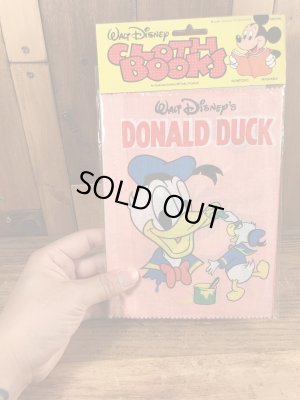 WALT DISNEY
CLOTH
BOOKS
WALT DISNEY'S
DONALD DUCK
SOLD OUT